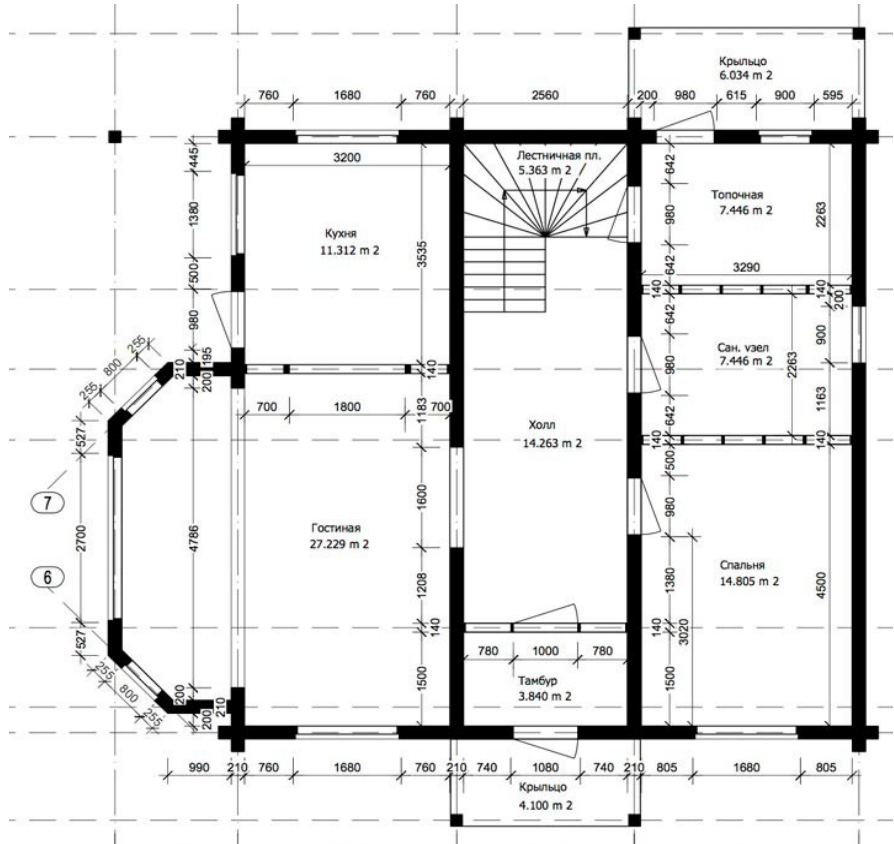 Крыльцо
6.034 m 2
760 1680 760 2560 200 980 615 900 595
445
3200
Лестничная пл.
5.363 m 2
642
Топочная
7.446 m 2
2263
1380
980
Кухня
11.312 m 2
3535
500
642
3290
140
140
200
980
642
900
Сан. узел
7.446 m 2
2263
980
195
210
200
140
255
800
255
1183
700 1800 700
642
1163
527
140
140
Холл
14.263 m 2
500
980
7
1600
2700
4786
Гостиная
27.229 m 2
6
Спальня
14.805 m 2
4500
1208
1380
3020
527
140
140
780 1000 780
255
800
255
200
210
200
1500
Тамбур
3.840 m 2
1500
990 210 760 1680 760 210 740 1080 740 210 805 1680 805
Крыльцо
4.100 m 2